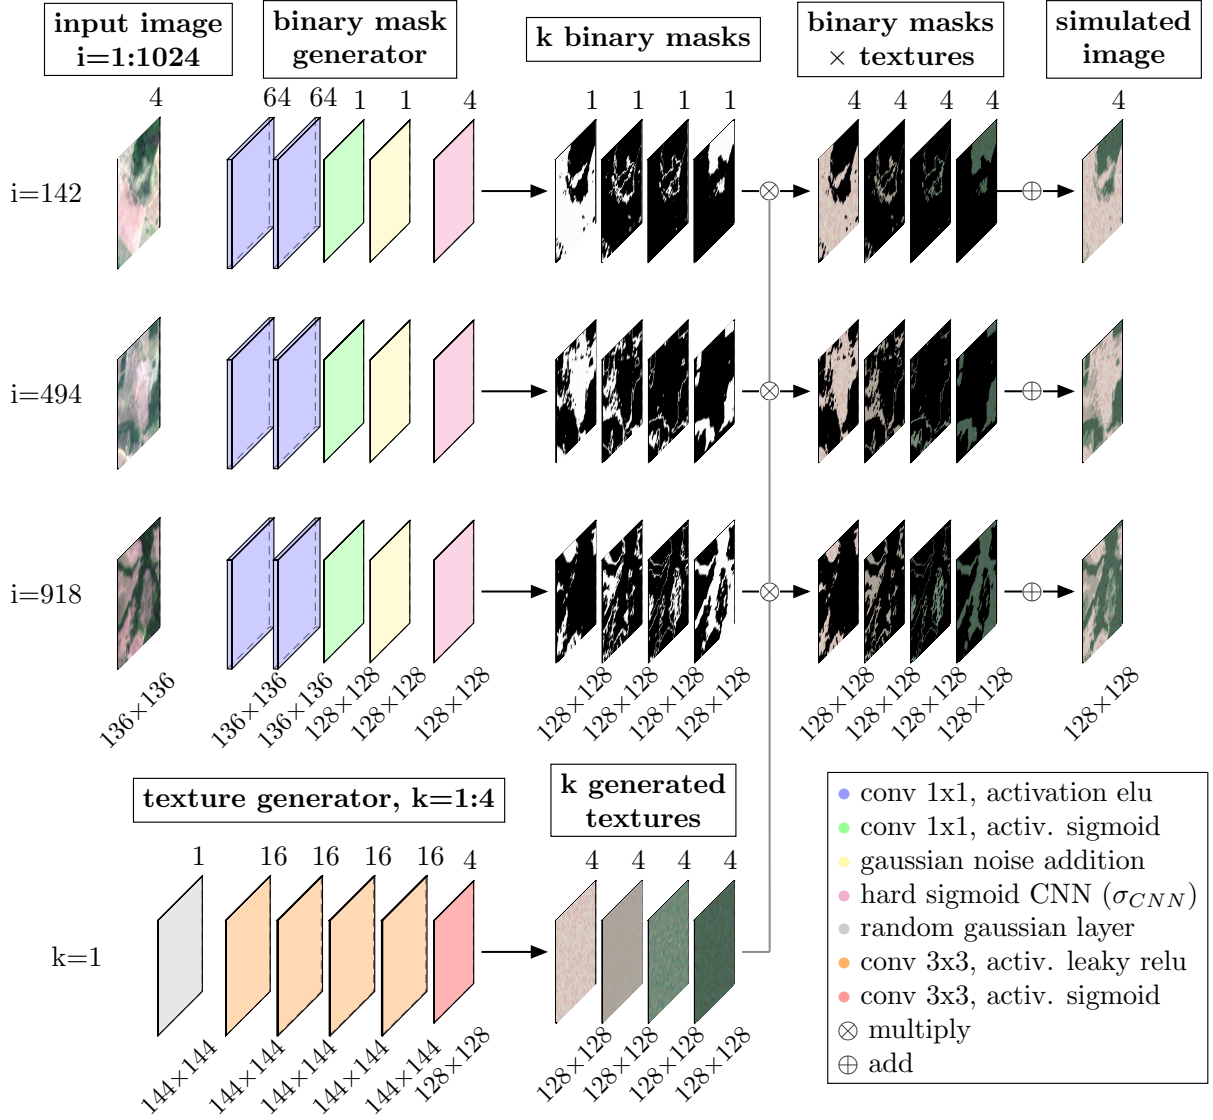 input image
i=1:1024
binary mask
generator
k binary masks
binary masks
× textures
simulated
image
4 64 64 1 1 4 1 1 1 1 4 4 4 4 4
i=142
i=494
i=918
136×136 136×136 136×136 128×128 128×128 128×128 128×128 128×128 128×128 128×128 128×128 128×128 128×128 128×128 128×128
texture generator, k=1:4
k generated
textures
1 16 16 16 16 4 4 4 4 4
k=1
144×144 144×144 144×144 144×144 144×144 128×128 128×128 128×128 128×128 128×128
conv 1x1, activation elu
conv 1x1, activ. sigmoid
gaussian noise addition
hard sigmoid CNN (σCNN)
random gaussian layer
conv 3x3, activ. leaky relu
conv 3x3, activ. sigmoid
⊗ multiply
⊕ add